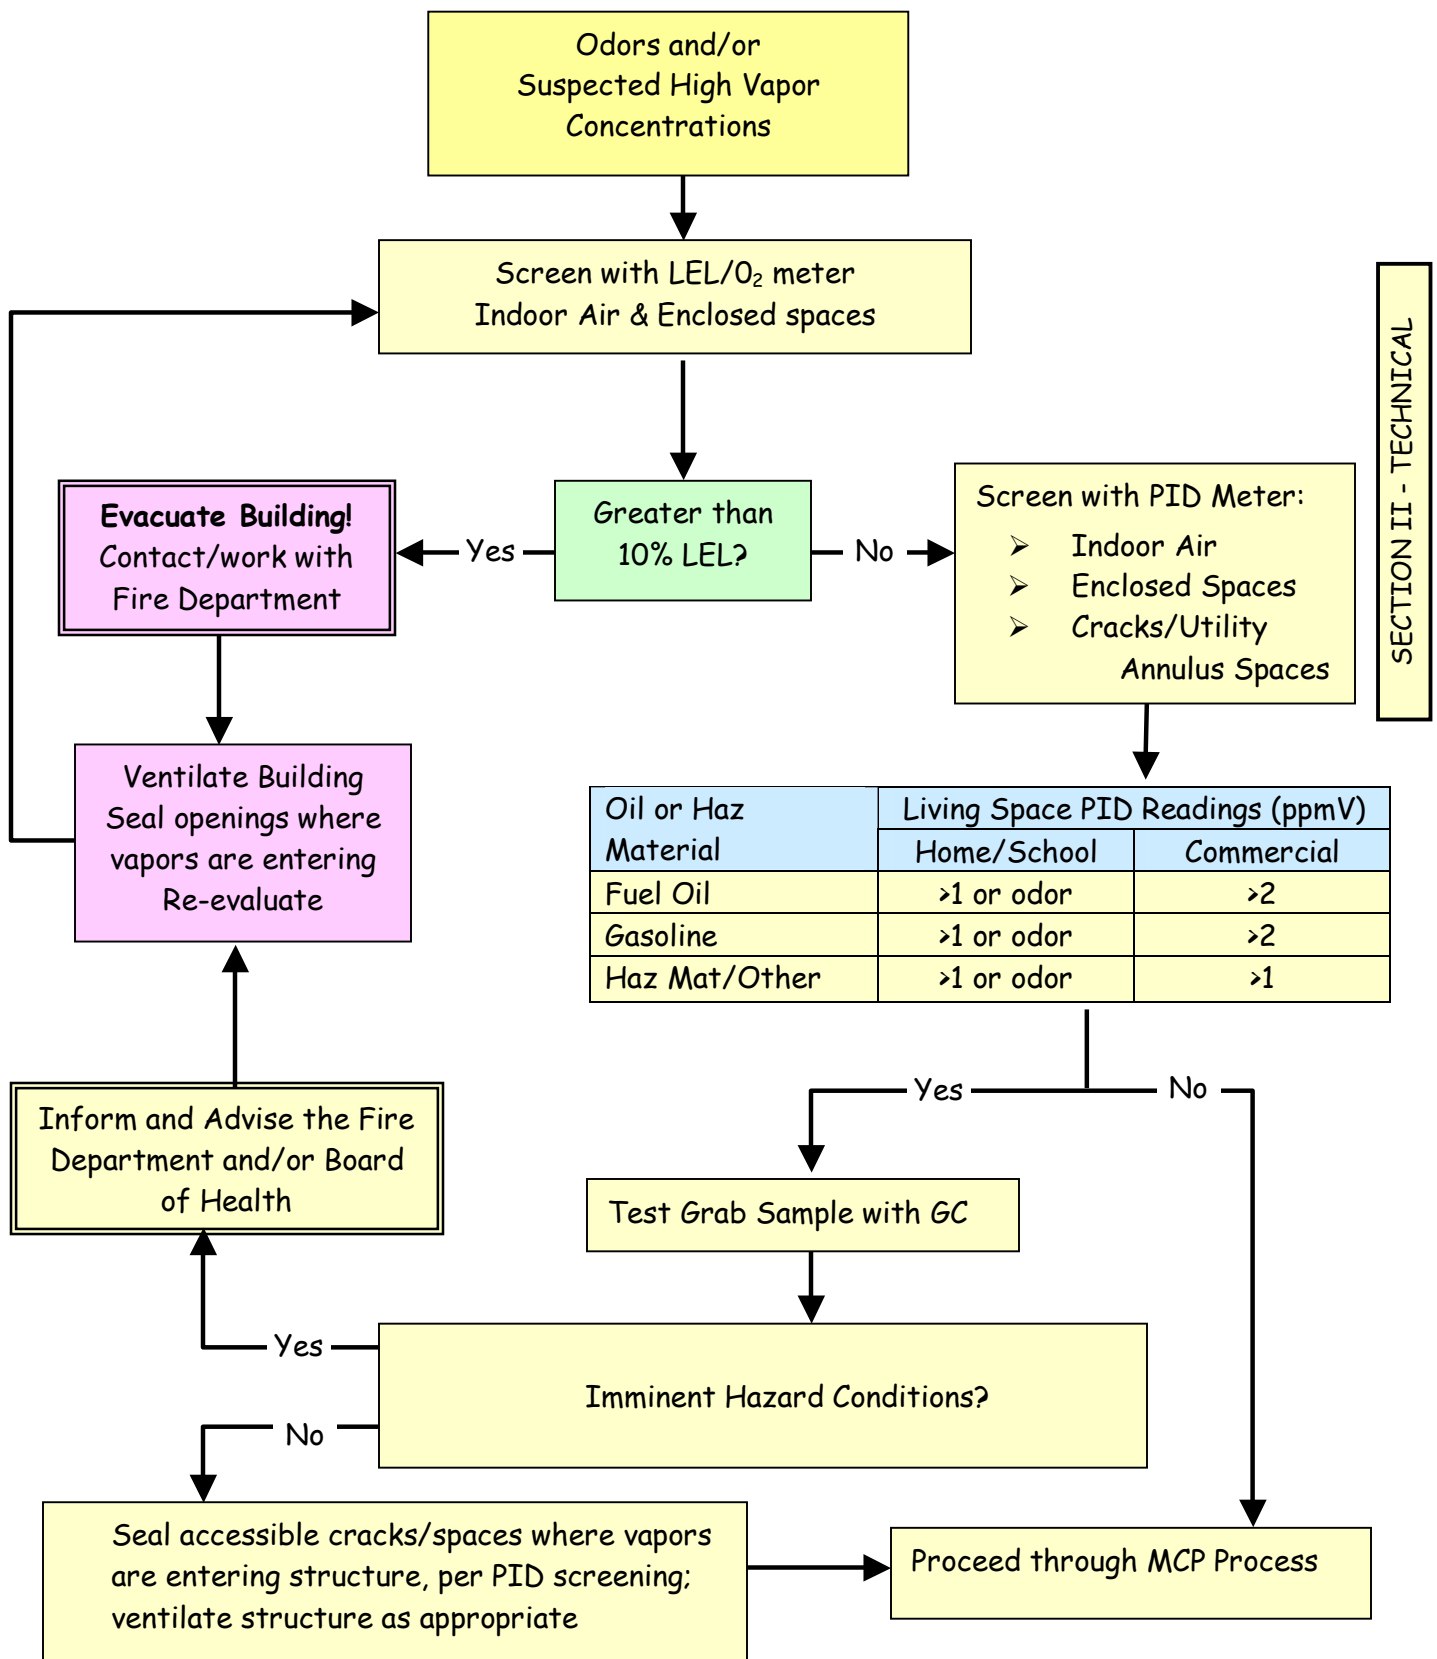 Odors and/or
Suspected High Vapor
Concentrations
Screen with LEL/0₂ meter
Indoor Air & Enclosed spaces
SECTION II - TECHNICAL
Evacuate Building!
Contact/work with
Fire Department
Yes
Greater than
10% LEL?
No
Screen with PID Meter:
➢ Indoor Air
➢ Enclosed Spaces
➢ Cracks/Utility
Annulus Spaces
Ventilate Building
Seal openings where
vapors are entering
Re-evaluate
Oil or Haz
Material
Living Space PID Readings (ppmV)
Home/School Commercial
Fuel Oil >1 or odor >2
Gasoline >1 or odor >2
Haz Mat/Other >1 or odor >1
Yes
No
Inform and Advise the Fire
Department and/or Board
of Health
Test Grab Sample with GC
Yes
Imminent Hazard Conditions?
No
Seal accessible cracks/spaces where vapors
are entering structure, per PID screening;
ventilate structure as appropriate
Proceed through MCP Process